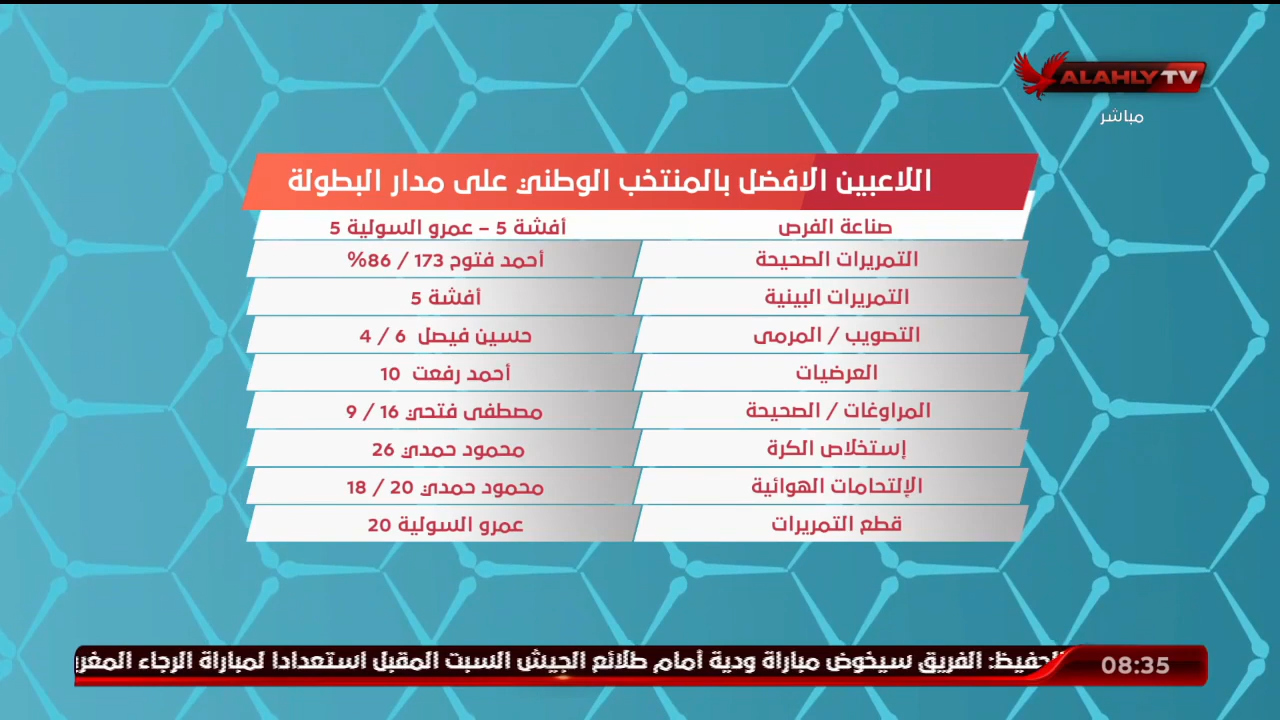 ALAHLY TV
مباشر
اللاعبين الافضل بالمنتخب الوطني على مدار البطولة
صناعة الفرص أفشة 5 – عمرو السولية 5
التمريرات الصحيحة أحمد فتوح 173 / 86%
التمريرات البينية أفشة 5
التصويب / المرمى حسين فيصل 6 / 4
العرضيات أحمد رفعت 10
المراوغات / الصحيحة مصطفى فتحي 16 / 9
إستخلاص الكرة محمود حمدي 26
الإلتحامات الهوائية محمود حمدي 20 / 18
قطع التمريرات عمرو السولية 20
08:35 الحفيظ: الفريق سيخوض مباراة ودية أمام طلائع الجيش السبت المقبل استعدادا لمباراة الرجاء